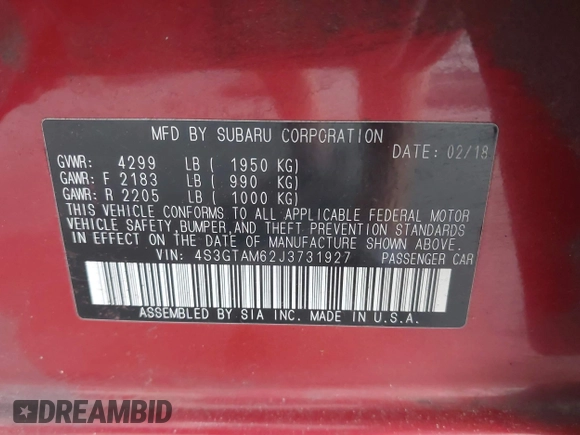 MFD BY SUBARU CORPORATION
DATE: 02/18
GVWR: 4299 LB ( 1950 KG)
GAWR: F 2183 LB ( 990 KG)
GAWR: R 2205 LB ( 1000 KG)
THIS VEHICLE CONFORMS TO ALL APPLICABLE FEDERAL MOTOR
VEHICLE SAFETY, BUMPER, AND THEFT PREVENTION STANDARDS
IN EFFECT ON THE DATE OF MANUFACTURE SHOWN ABOVE.
VIN: 4S3GTAM62J3731927 PASSENGER CAR
ASSEMBLED BY SIA INC. MADE IN U.S.A.
DREAMBID